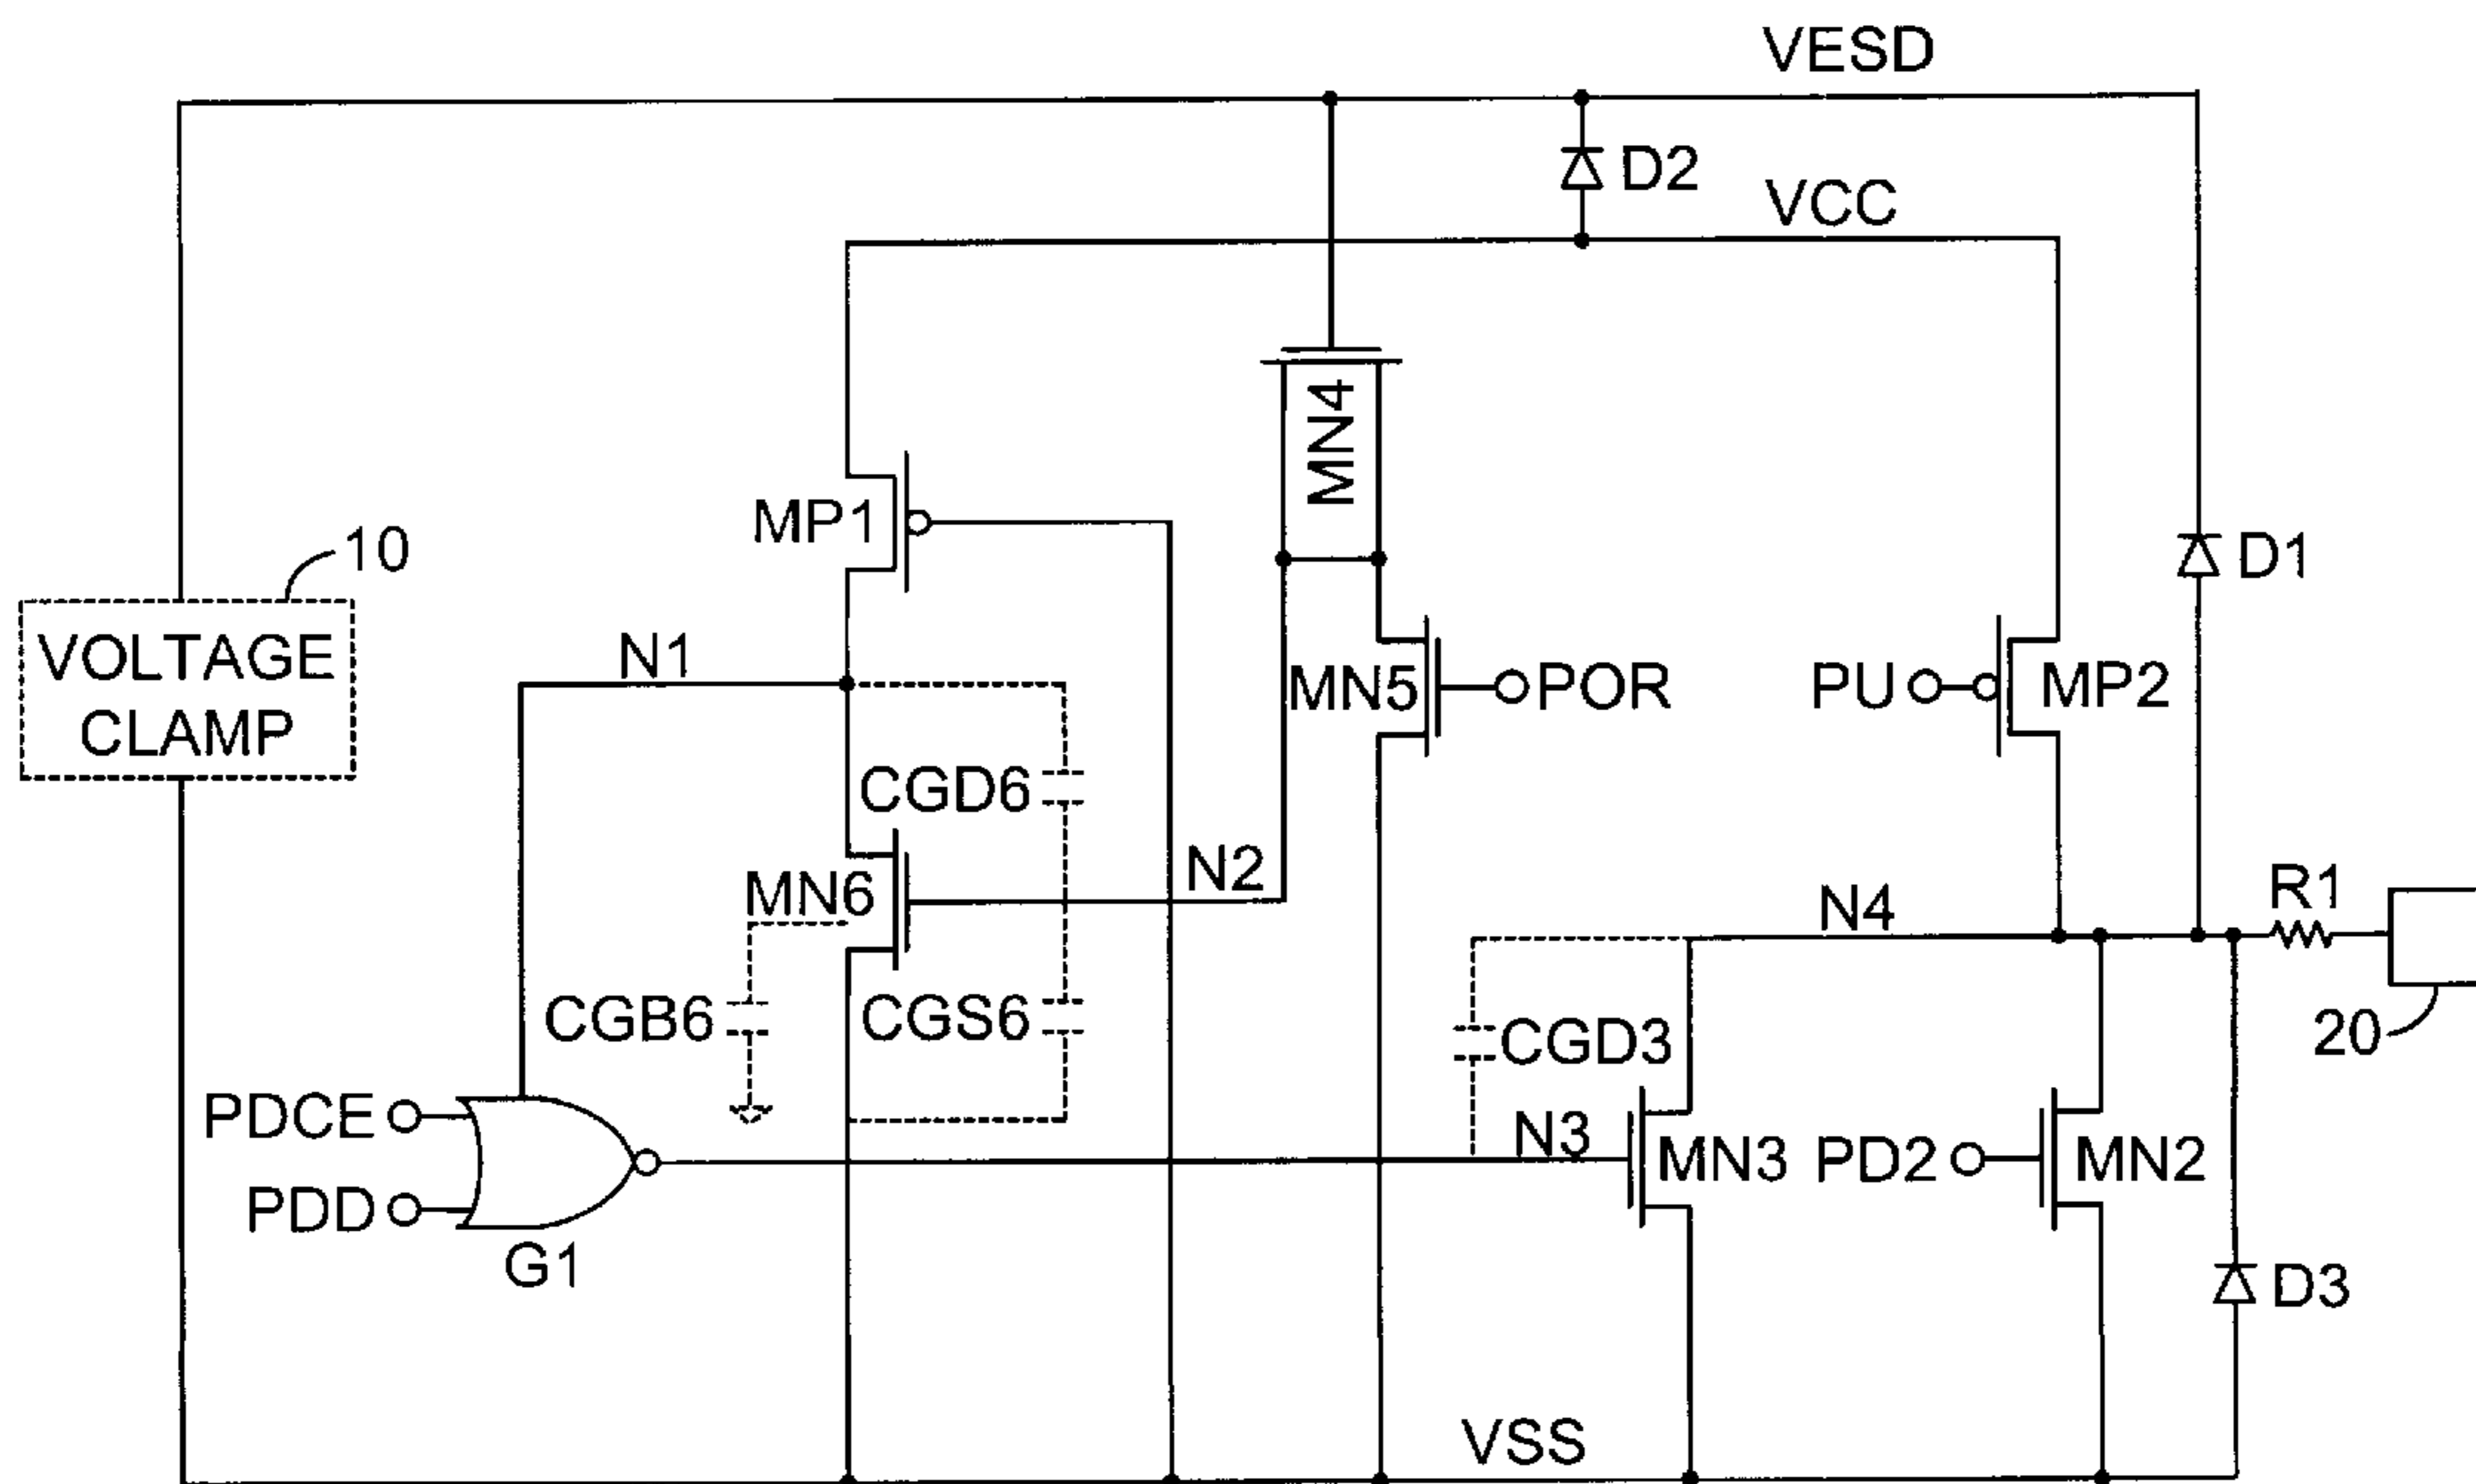 VESD
D2
VCC
MN4
MP1
10
D1
VOLTAGE
CLAMP
N1
MN5
POR
PU
MP2
CGD6
N2
MN6
N4
R1
CGB6
CGS6
CGD3
20
PDCE
N3
MN3
PD2
MN2
PDD
G1
D3
VSS